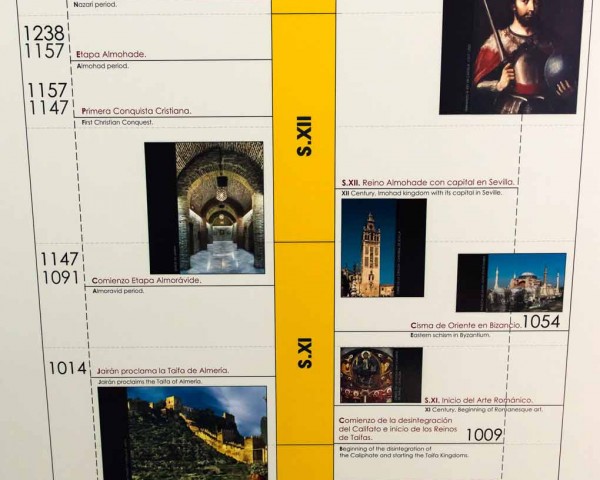 Nazari period.
1238
1157
Etapa Almohade.
Almohad period.
1157
1147
Primera Conquista Cristiana.
First Christian Conquest.
1147
1091
Comienzo Etapa Almorávide.
Almoravid period.
1014
Jairán proclama la Taifa de Almería.
Jairán proclaims the Taifa of Almería.
S.XII
S.XI
S.XII. Reino Almohade con capital en Sevilla.
XII Century. lmohad kingdom with its capital in Seville.
Cisma de Oriente en Bizancio.
1054
Eastern schism in Byzantium.
S.XI. Inicio del Arte Románico.
XI Century. Beginning of Romanesque art.
Comienzo de la desintegración
del Califato e inicio de los Reinos
de Taifas.
1009
Beginning of the disintegration of
the Caliphate and starting the Taifa Kingdoms.